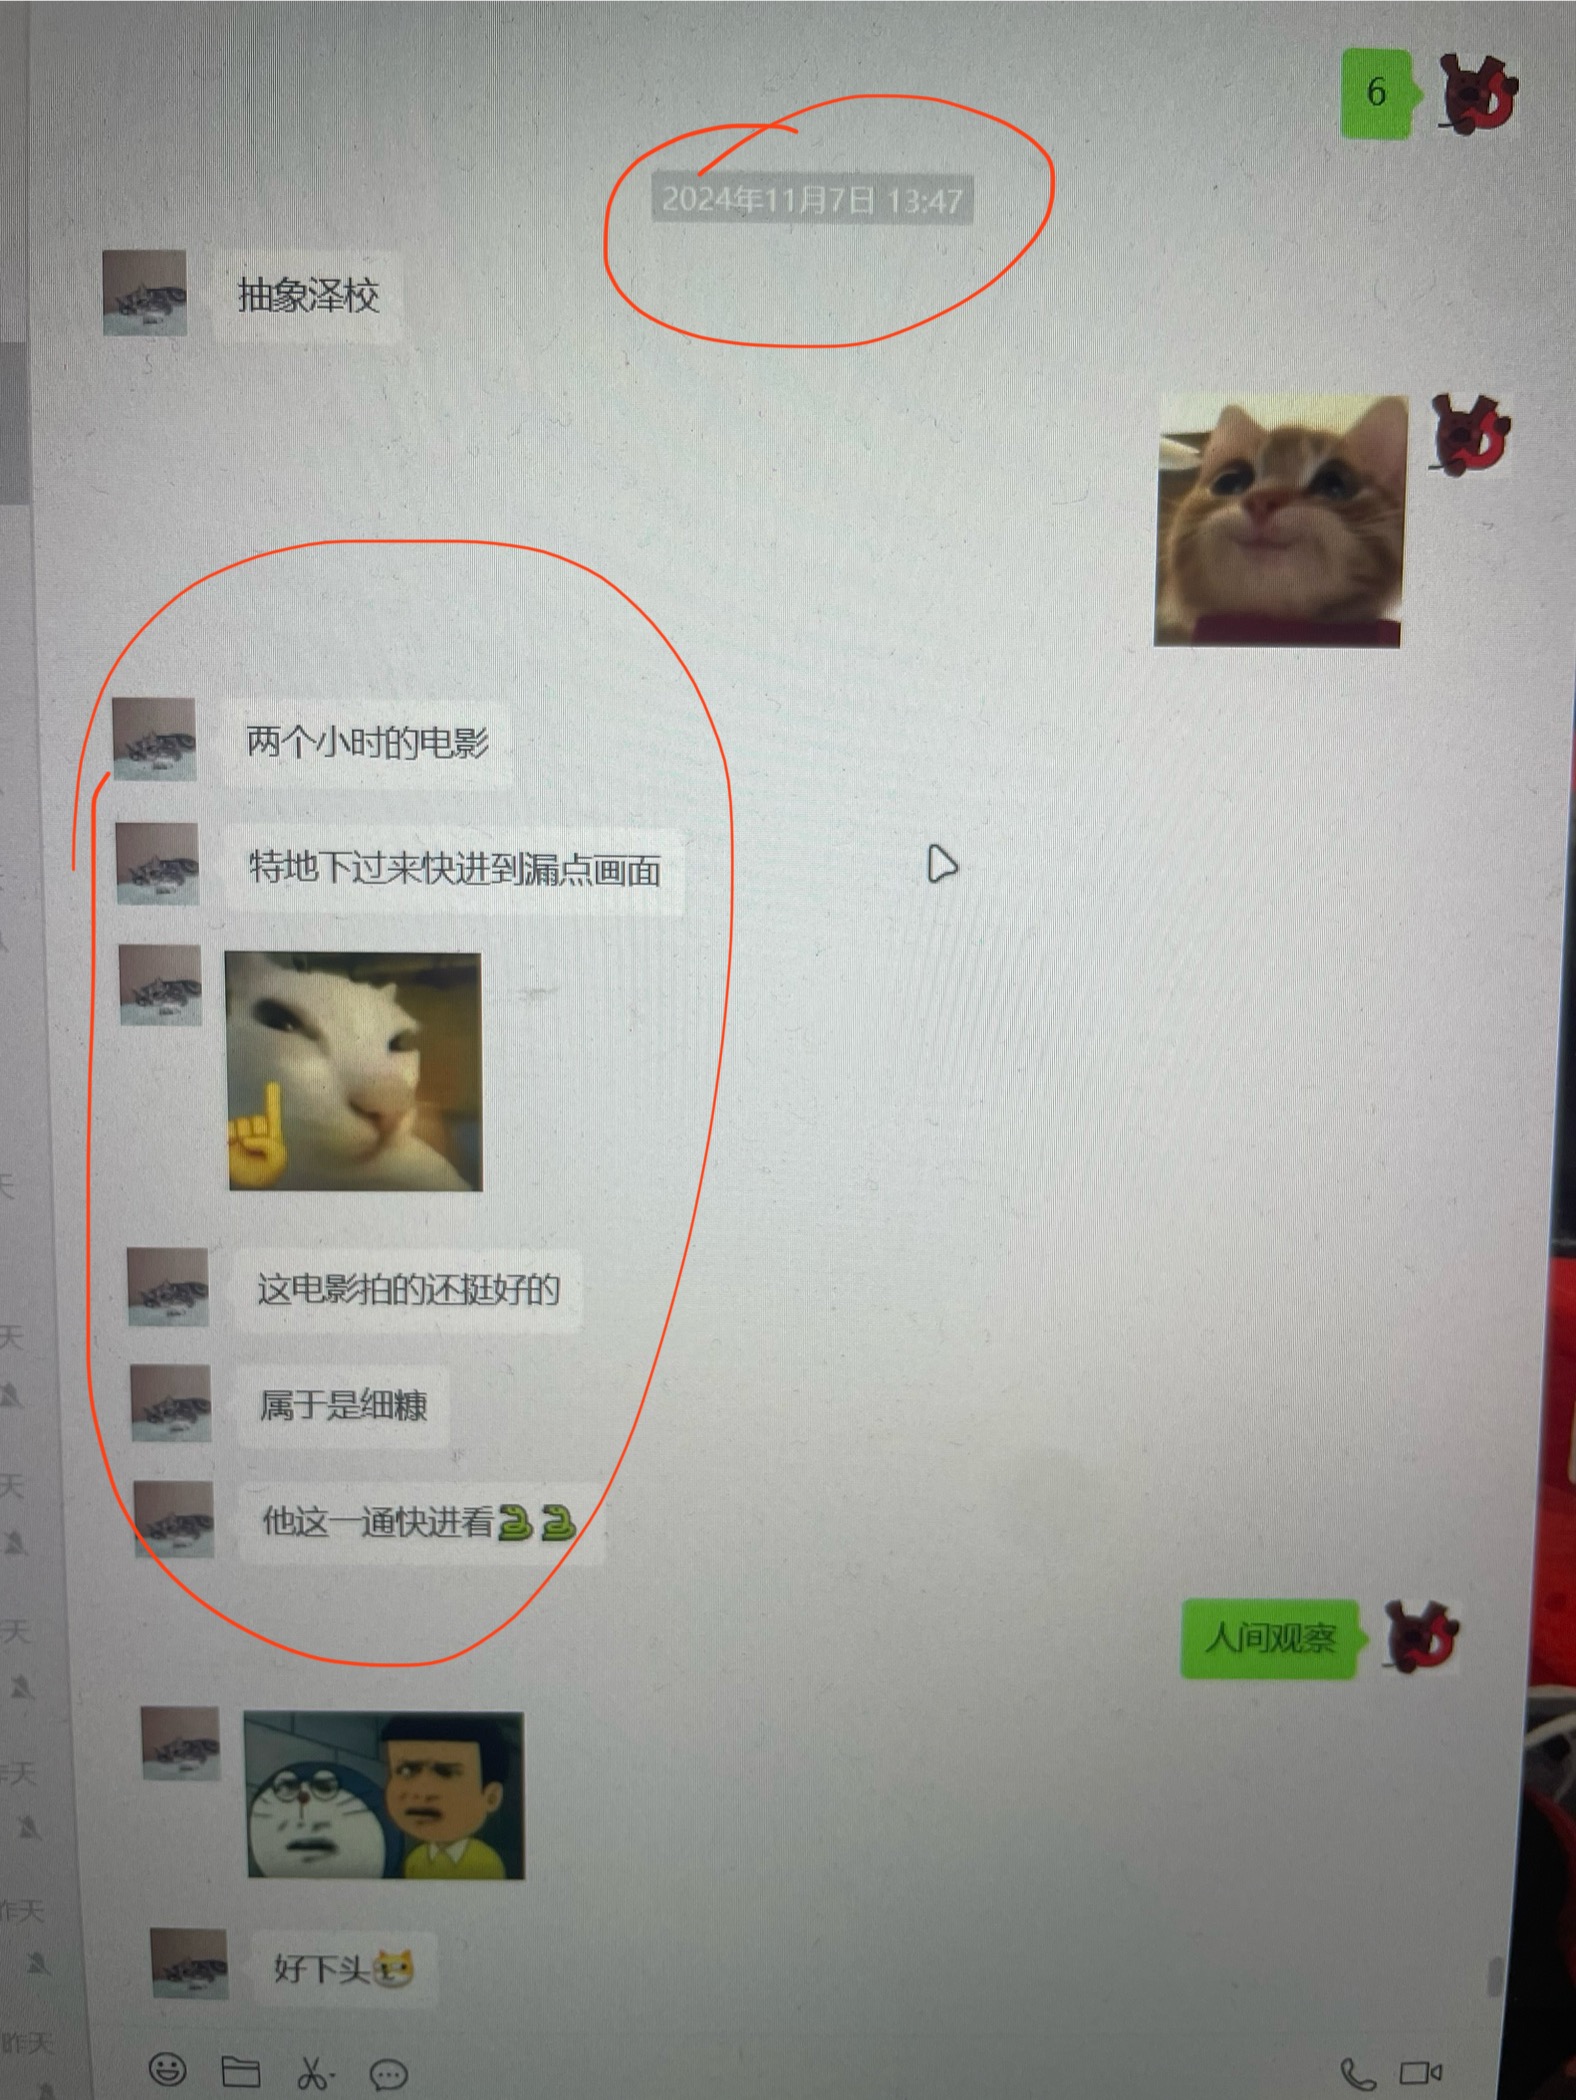 6
2024年11月7日 13:47
抽象泽校
两个小时的电影
特地下过来快进到漏点画面
这电影拍的还挺好的
属于是细糠
他这一通快进看🐍🐍
人间观察
好下头
天
天
天
天
昨天
昨天
昨天